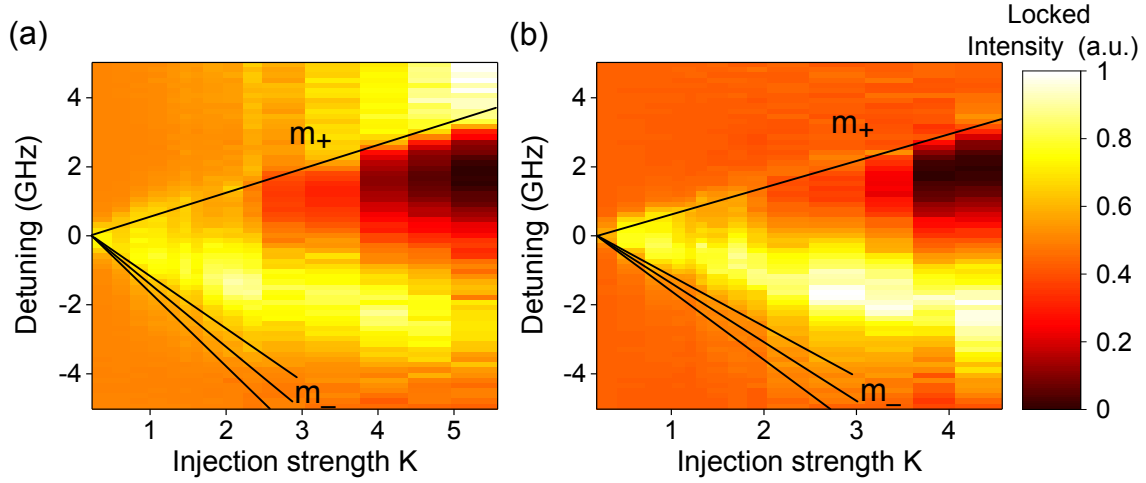 (a)
(b)
Locked
Intensity (a.u.)
Detuning (GHz)
4
2
0
-2
-4
m+
m_
1
2
3
4
5
Injection strength K
Detuning (GHz)
4
2
0
-2
-4
m+
m_
1
2
3
4
Injection strength K
1
0.8
0.6
0.4
0.2
0